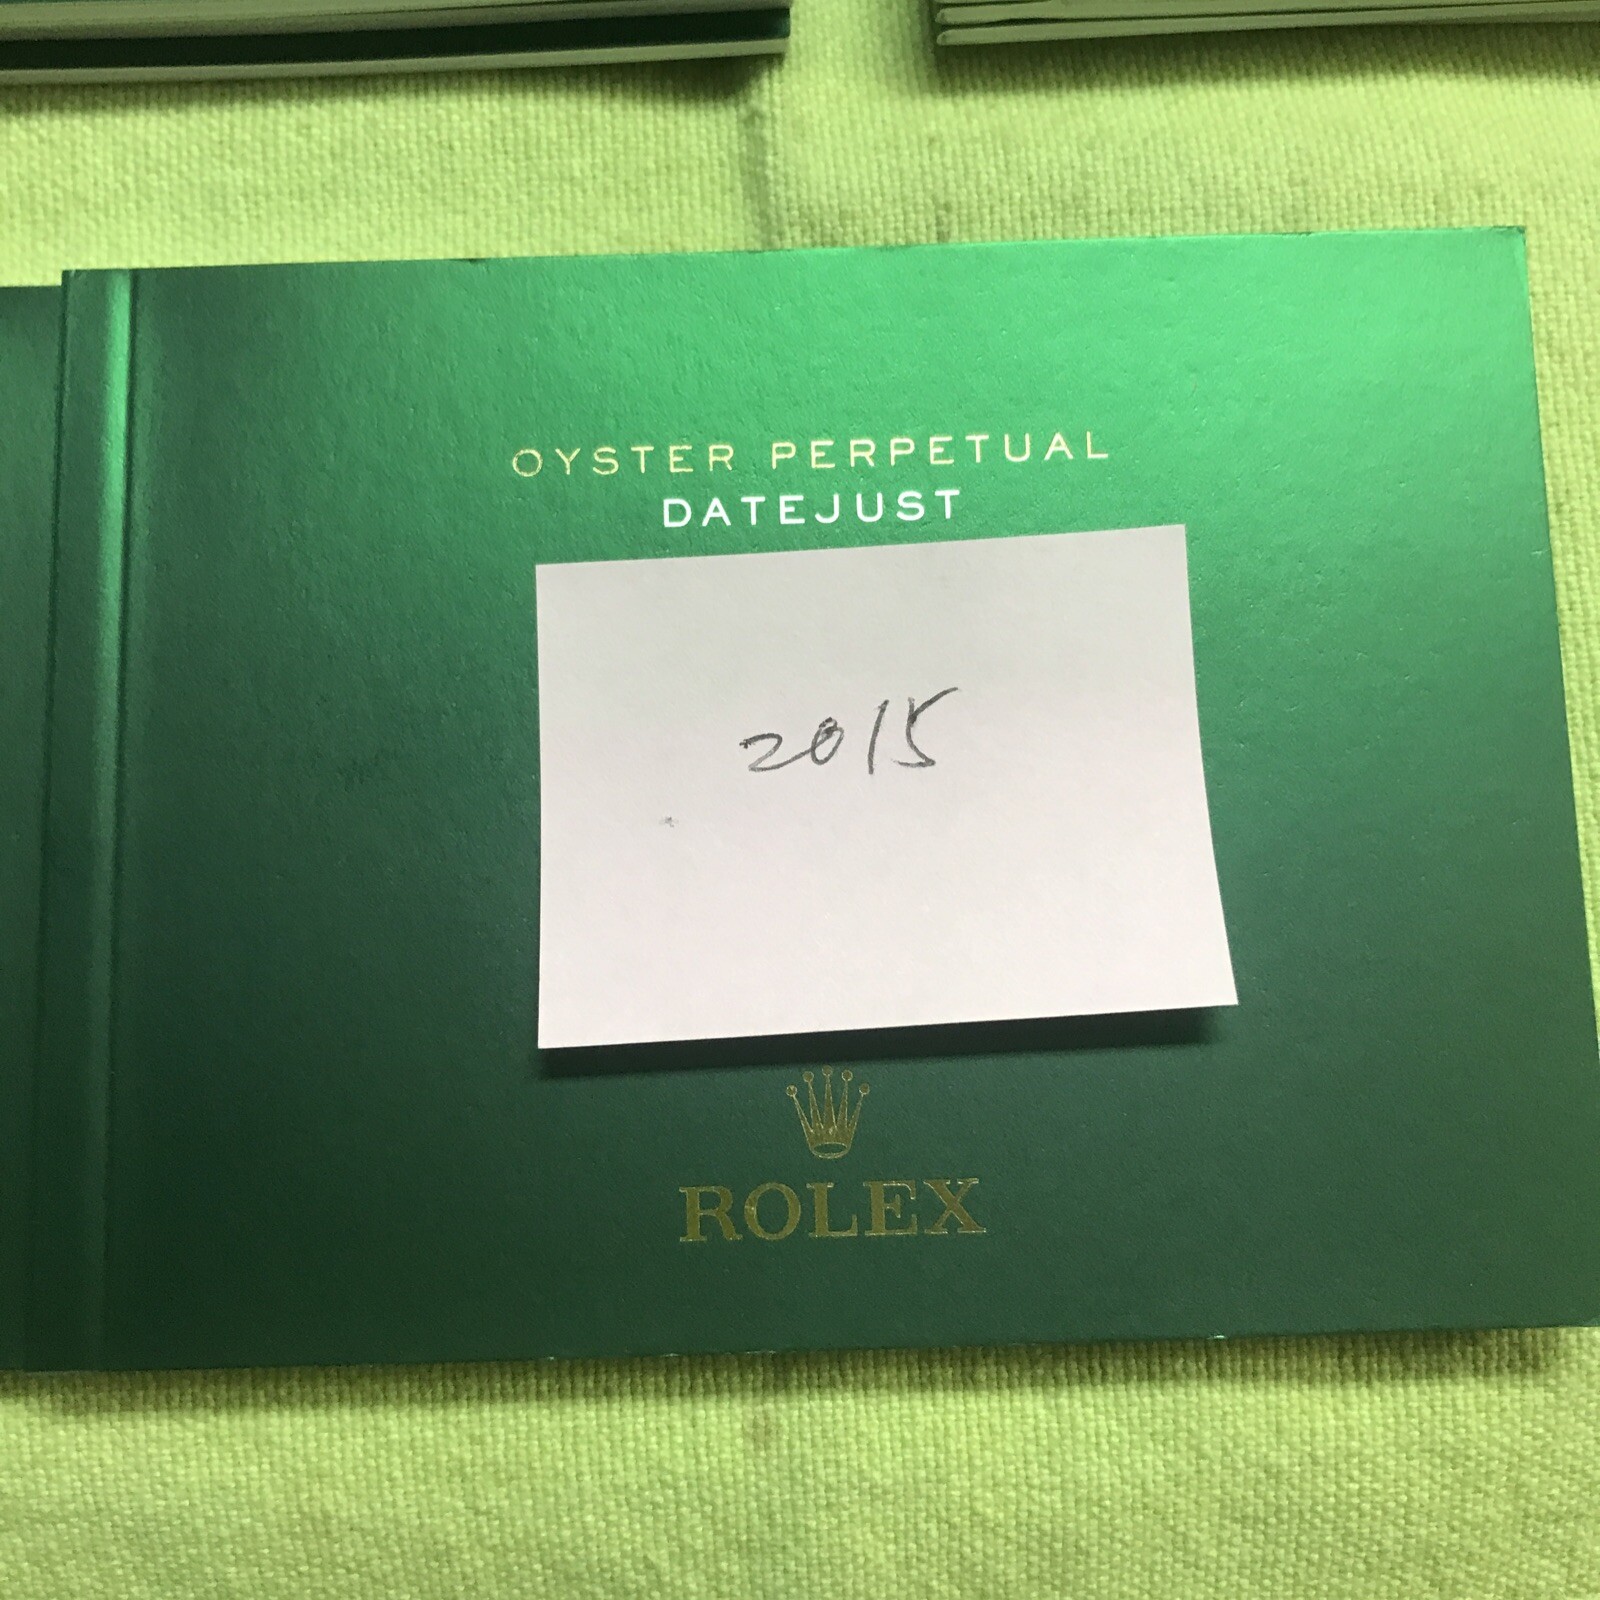 OYSTER PERPETUAL
DATEJUST
2015
ROLEX